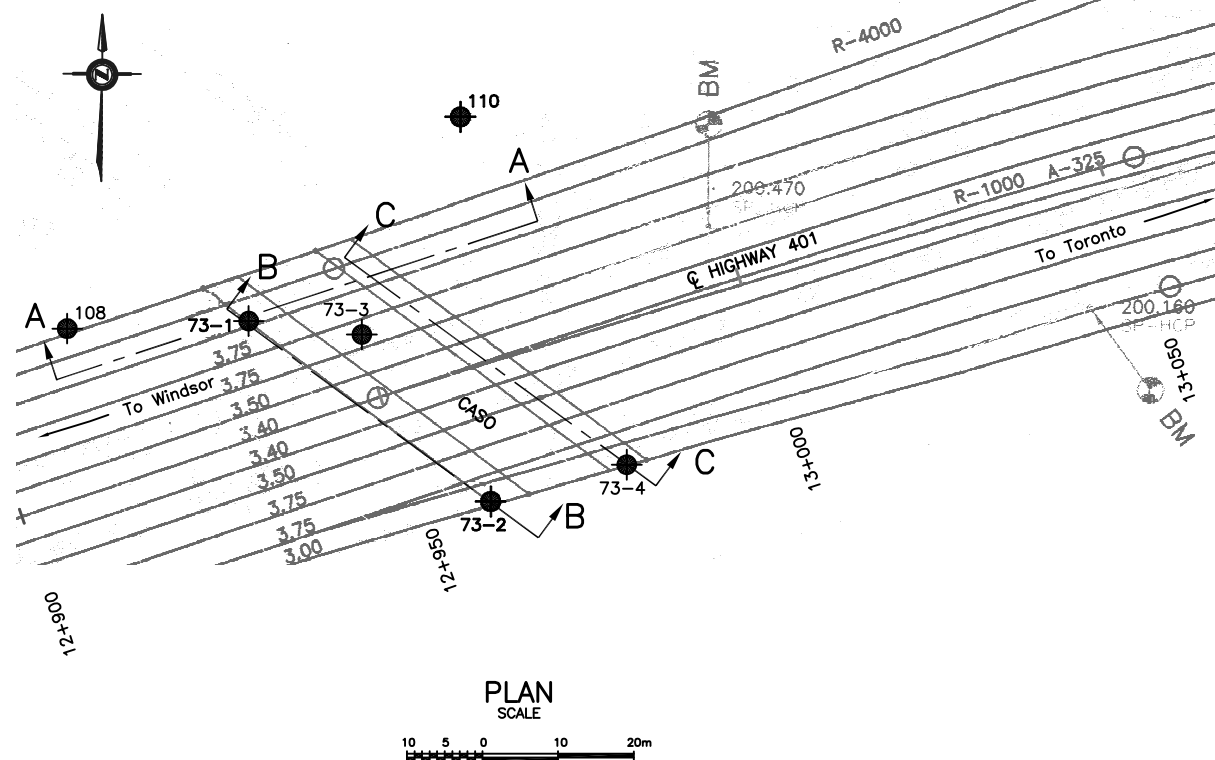 R-4000
BM
110
A
200.470
R-1000
A-325
C
℄ HIGHWAY 401
To Toronto
B
A
108
73-1
73-3
200.160
SP-HCP
3.75
3.75
To Windsor
3.50
3.40
3.40
3.50
3.75
3.75
3.00
CASO
13+050
BM
13+000
C
73-4
B
73-2
12+950
12+900
N
PLAN
SCALE
10 5 0 10 20m